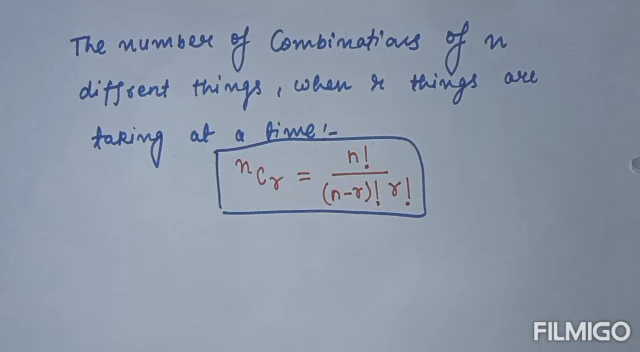 The number of Combinations of n
diffrent things, when r things are
taking at a time:-
ⁿCᵣ = n! / (n-r)! r!
FILMIGO